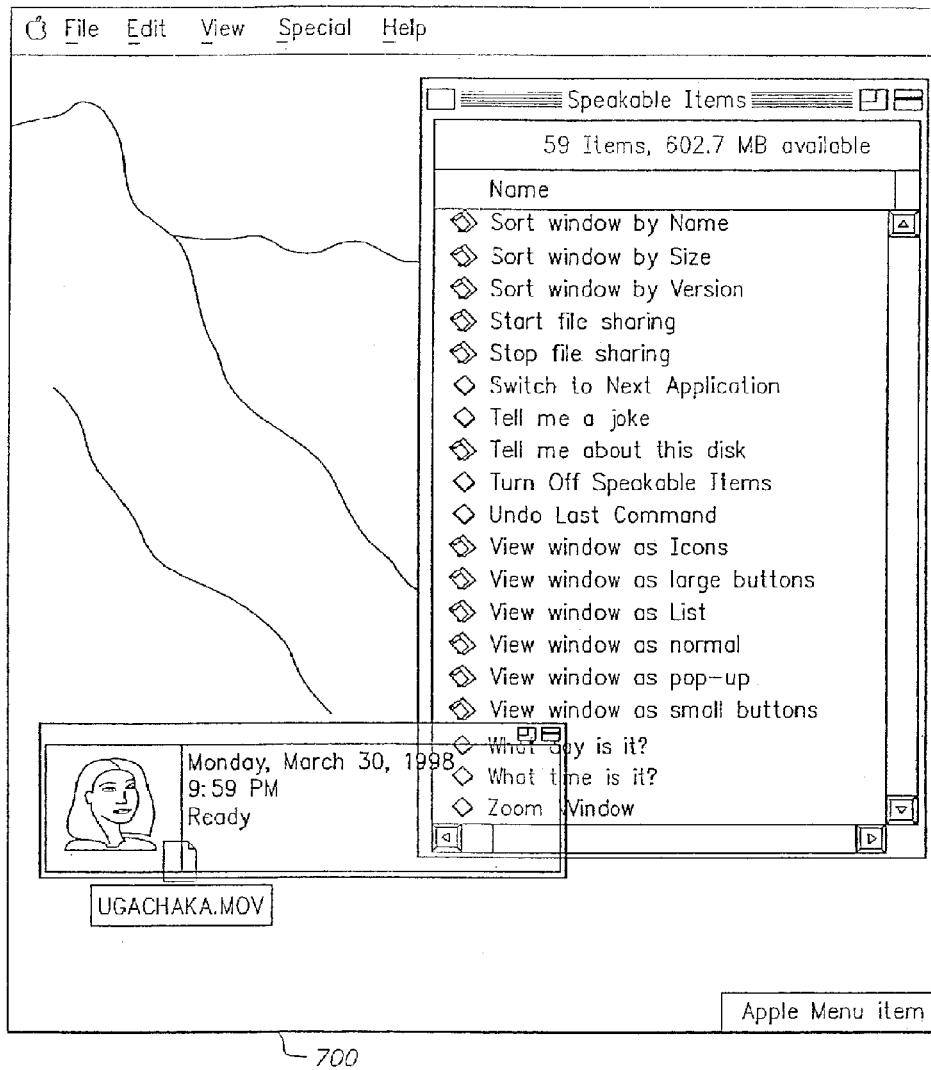 File Edit View Special Help
Speakable Items
59 Items, 602.7 MB available
Name
Sort window by Name
Sort window by Size
Sort window by Version
Start file sharing
Stop file sharing
Switch to Next Application
Tell me a joke
Tell me about this disk
Turn Off Speakable Items
Undo Last Command
View window as Icons
View window as large buttons
View window as List
View window as normal
View window as pop-up
View window as small buttons
What day is it?
What time is it?
Zoom Window
Monday, March 30, 1998
9:59 PM
Ready
UGACHAKA.MOV
Apple Menu item
700